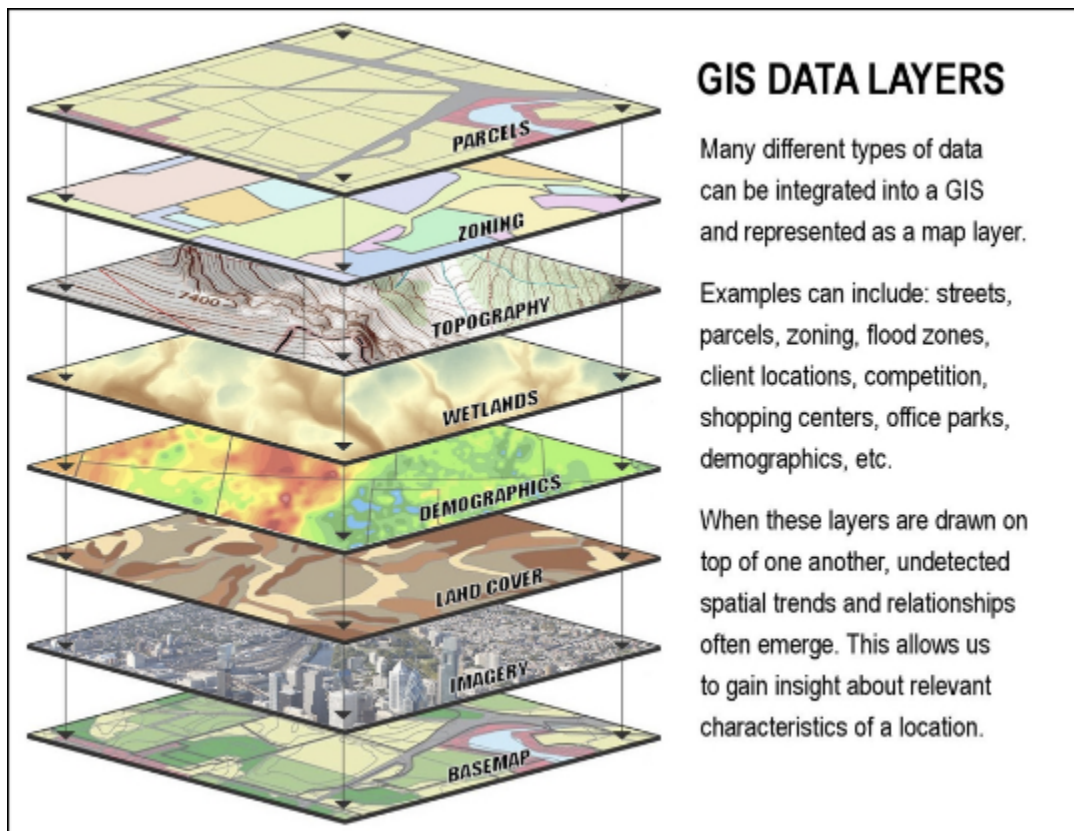 GIS DATA LAYERS
Many different types of data
can be integrated into a GIS
and represented as a map layer.
Examples can include: streets,
parcels, zoning, flood zones,
client locations, competition,
shopping centers, office parks,
demographics, etc.
When these layers are drawn on
top of one another, undetected
spatial trends and relationships
often emerge. This allows us
to gain insight about relevant
characteristics of a location.
PARCELS
ZONING
7400
TOPOGRAPHY
WETLANDS
DEMOGRAPHICS
LAND COVER
IMAGERY
BASEMAP